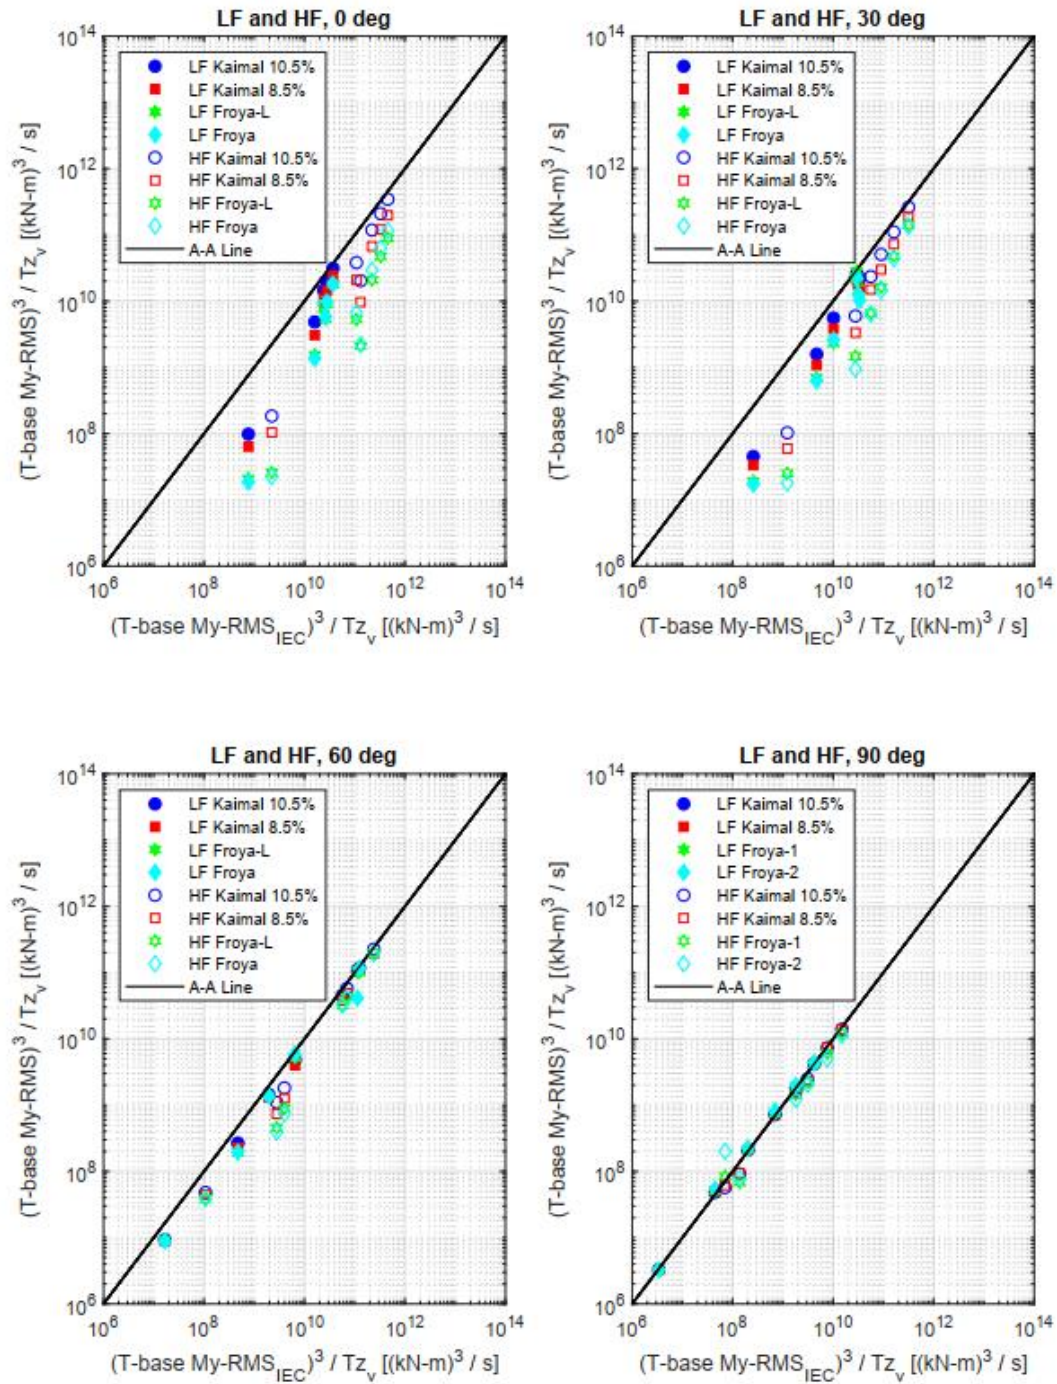 LF and HF, 0 deg
10^14
10^12
10^10
10^8
10^6
(T-base My-RMS)^3 / Tz_v [(kN-m)^3 / s]
LF Kaimal 10.5%
LF Kaimal 8.5%
LF Froya-L
LF Froya
HF Kaimal 10.5%
HF Kaimal 8.5%
HF Froya-L
HF Froya
A-A Line
10^6 10^8 10^10 10^12 10^14
(T-base My-RMS_IEC)^3 / Tz_v [(kN-m)^3 / s]
LF and HF, 30 deg
10^14
10^12
10^10
10^8
10^6
(T-base My-RMS)^3 / Tz_v [(kN-m)^3 / s]
LF Kaimal 10.5%
LF Kaimal 8.5%
LF Froya-L
LF Froya
HF Kaimal 10.5%
HF Kaimal 8.5%
HF Froya-L
HF Froya
A-A Line
10^6 10^8 10^10 10^12 10^14
(T-base My-RMS_IEC)^3 / Tz_v [(kN-m)^3 / s]
LF and HF, 60 deg
10^14
10^12
10^10
10^8
10^6
(T-base My-RMS)^3 / Tz_v [(kN-m)^3 / s]
LF Kaimal 10.5%
LF Kaimal 8.5%
LF Froya-L
LF Froya
HF Kaimal 10.5%
HF Kaimal 8.5%
HF Froya-L
HF Froya
A-A Line
10^6 10^8 10^10 10^12 10^14
(T-base My-RMS_IEC)^3 / Tz_v [(kN-m)^3 / s]
LF and HF, 90 deg
10^14
10^12
10^10
10^8
10^6
(T-base My-RMS)^3 / Tz_v [(kN-m)^3 / s]
LF Kaimal 10.5%
LF Kaimal 8.5%
LF Froya-1
LF Froya-2
HF Kaimal 10.5%
HF Kaimal 8.5%
HF Froya-1
HF Froya-2
A-A Line
10^6 10^8 10^10 10^12 10^14
(T-base My-RMS_IEC)^3 / Tz_v [(kN-m)^3 / s]